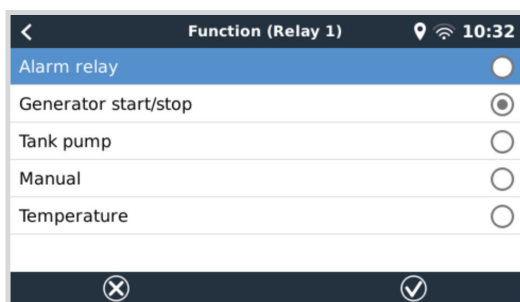 Function (Relay 1) 10:32
Alarm relay
Generator start/stop
Tank pump
Manual
Temperature